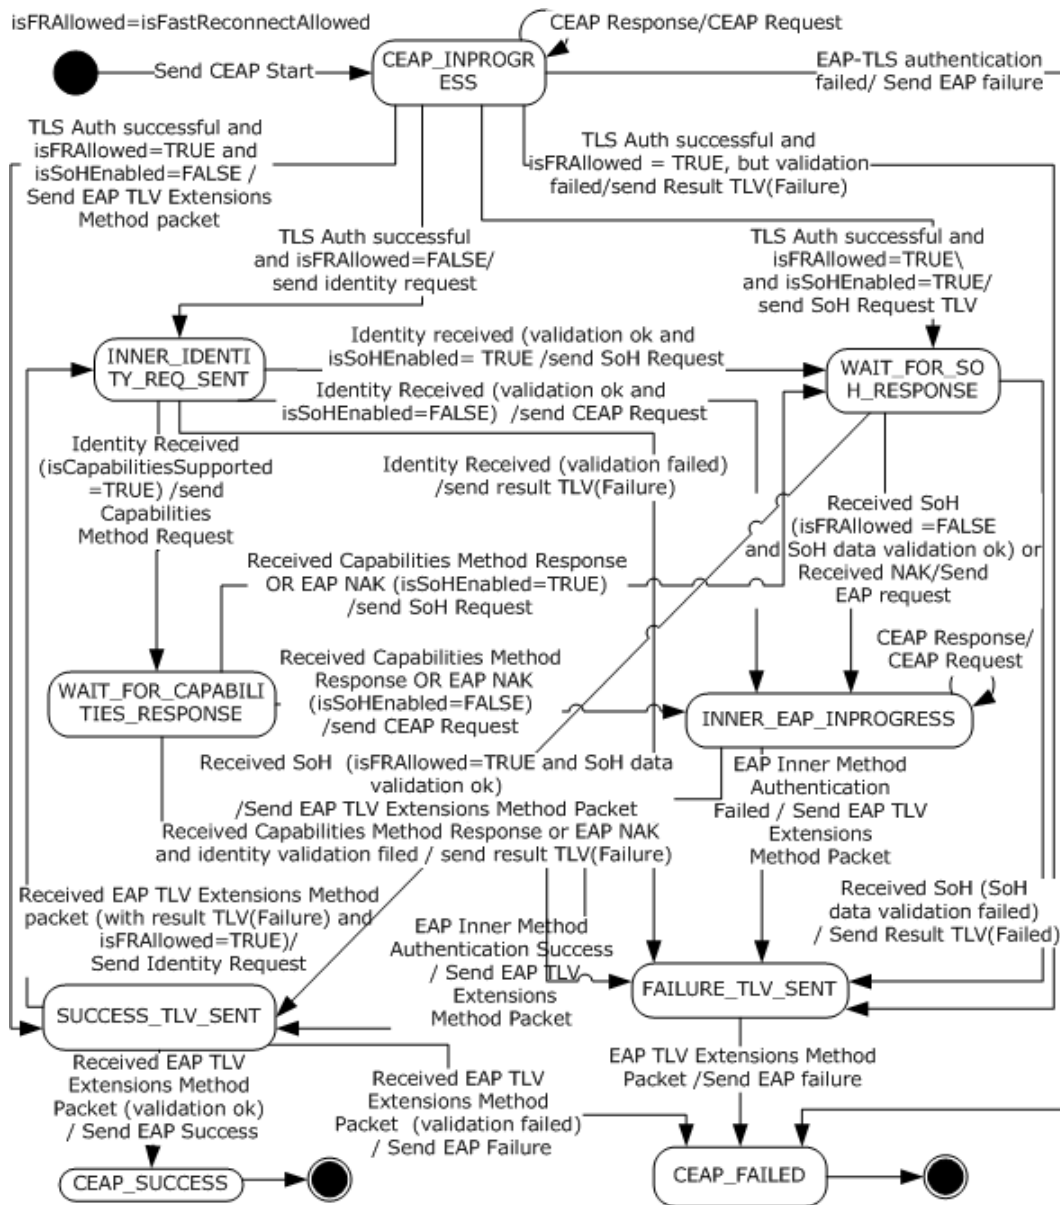 isFRAllowed=isFastReconnectAllowed
CEAP Response/CEAP Request
Send CEAP Start
CEAP_INPROGR
ESS
EAP-TLS authentication
failed/ Send EAP failure
TLS Auth successful and
isFRAllowed=TRUE and
isSoHEnabled=FALSE /
Send EAP TLV Extensions
Method packet
TLS Auth successful and
isFRAllowed = TRUE, but validation
failed/send Result TLV(Failure)
TLS Auth successful
and isFRAllowed=FALSE/
send identity request
TLS Auth successful and
isFRAllowed=TRUE\
and isSoHEnabled=TRUE/
send SoH Request TLV
INNER_IDENTI
TY_REQ_SENT
Identity received (validation ok and
isSoHEnabled= TRUE /send SoH Request
WAIT_FOR_SO
H_RESPONSE
Identity Received (validation ok and
isSoHEnabled=FALSE)  /send CEAP Request
Identity Received
(isCapabilitiesSupported
=TRUE) /send
Capabilities
Method Request
Identity Received (validation failed)
/send result TLV(Failure)
Received SoH
(isFRAllowed =FALSE
and SoH data validation ok) or
Received NAK/Send
EAP request
Received Capabilities Method Response
OR EAP NAK (isSoHEnabled=TRUE)
/send SoH Request
CEAP Response/
CEAP Request
WAIT_FOR_CAPABILI
TIES_RESPONSE
Received Capabilities Method
Response OR EAP NAK
(isSoHEnabled=FALSE)
/send CEAP Request
INNER_EAP_INPROGRESS
Received SoH  (isFRAllowed=TRUE and SoH data
validation ok)
/Send EAP TLV Extensions Method Packet
EAP Inner Method
Authentication
Failed / Send EAP TLV
Extensions
Method Packet
Received Capabilities Method Response or EAP NAK
and identity validation filed / send result TLV(Failure)
Received EAP TLV Extensions Method
packet (with result TLV(Failure) and
isFRAllowed=TRUE)/
Send Identity Request
EAP Inner Method
Authentication Success
/ Send EAP TLV
Extensions
Method Packet
Received SoH (SoH
data validation failed)
/ Send Result TLV(Failed)
SUCCESS_TLV_SENT
FAILURE_TLV_SENT
Received EAP TLV
Extensions Method
Packet (validation ok)
/ Send EAP Success
Received EAP TLV
Extensions Method
Packet  (validation failed)
/ Send EAP Failure
EAP TLV Extensions Method
Packet /Send EAP failure
CEAP_SUCCESS
CEAP_FAILED